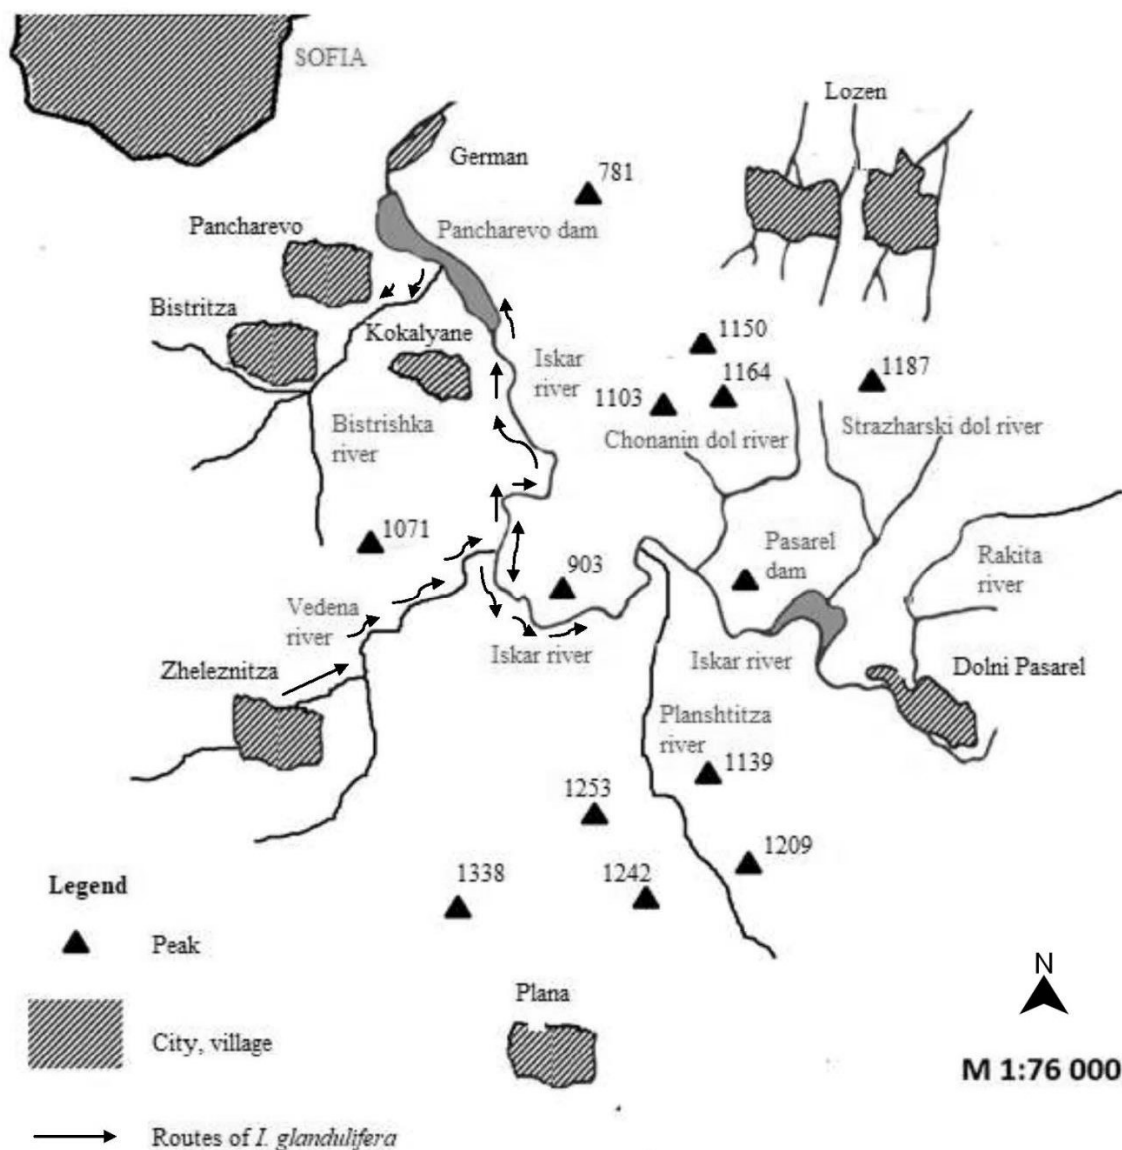 SOFIA
Lozen
German
781
Pancharevo
Pancharevo dam
Bistritza
Kokalyane
Iskar
river
1150
1164
1187
1103
Bistrishka
river
Chonanin dol river
Strazharski dol river
1071
903
Pasarel
dam
Rakita
river
Vedena
river
Iskar river
Iskar river
Zheleznitza
Dolni Pasarel
Planshtitza
river
1139
1253
1209
1338
1242
Legend
Peak
N
Plana
City, village
M 1:76 000
Routes of I. glandulifera